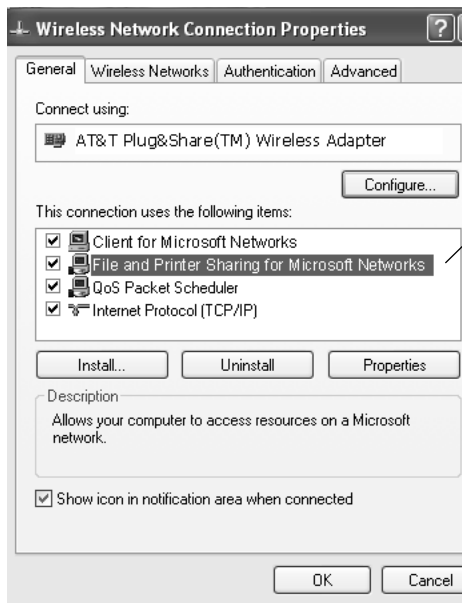 Wireless Network Connection Properties
?
General Wireless Networks Authentication Advanced
Connect using:
AT&T Plug&Share(TM) Wireless Adapter
Configure...
This connection uses the following items:
Client for Microsoft Networks
File and Printer Sharing for Microsoft Networks
QoS Packet Scheduler
Internet Protocol (TCP/IP)
Install... Uninstall Properties
Description
Allows your computer to access resources on a Microsoft
network.
Show icon in notification area when connected
OK Cancel